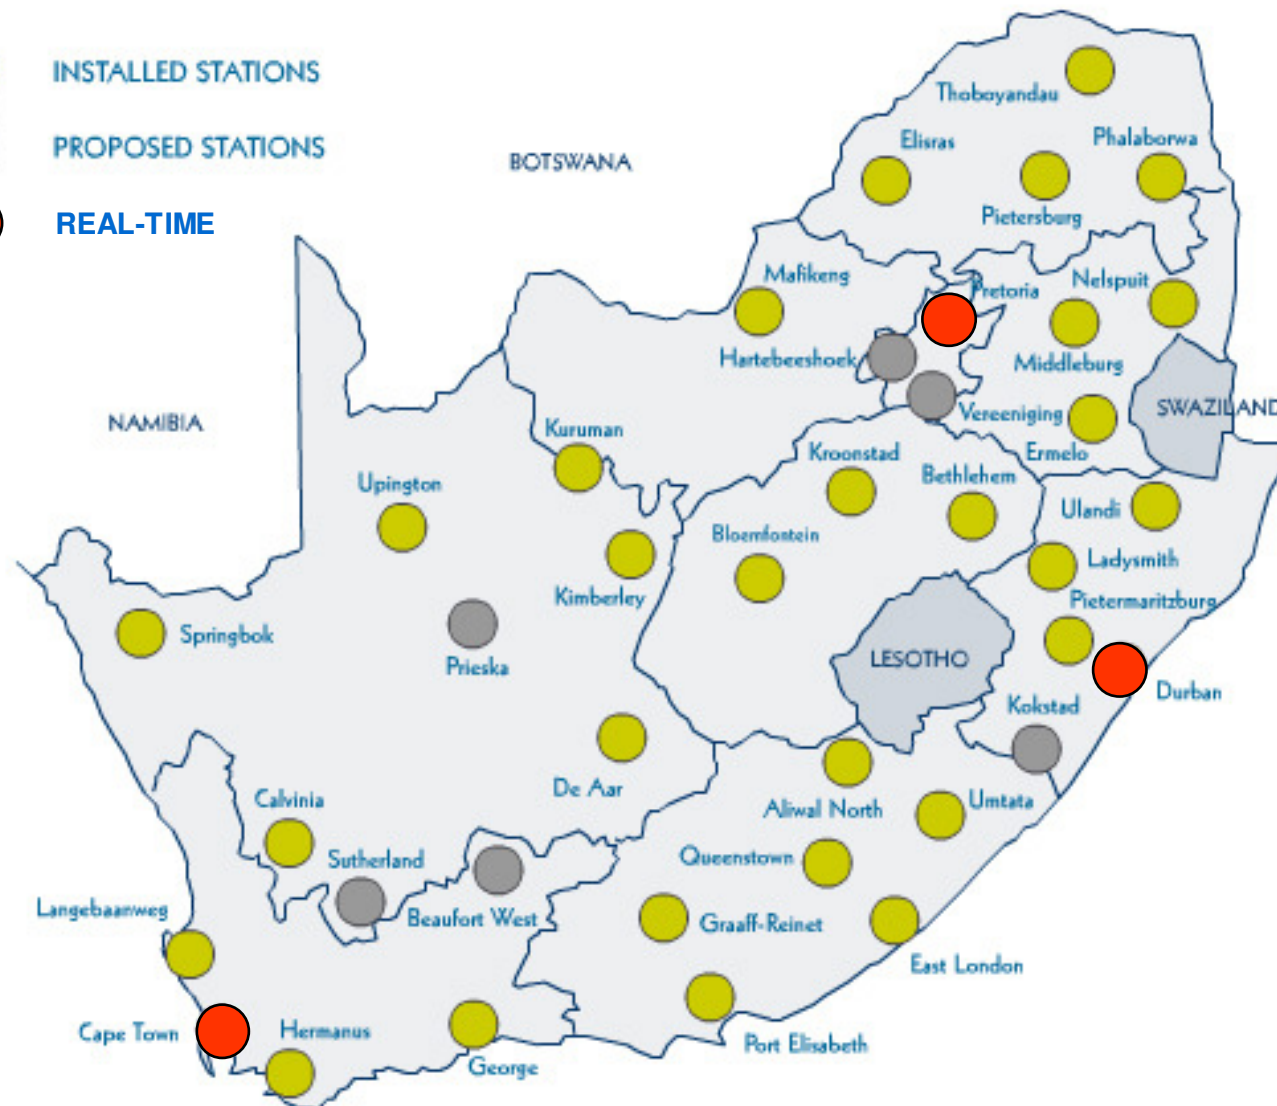 INSTALLED STATIONS
PROPOSED STATIONS
REAL-TIME
BOTSWANA
NAMIBIA
SWAZILAND
LESOTHO
Thoboyandau
Elisras
Phalaborwa
Pietersburg
Mafikeng
Pretoria
Nelspuit
Hartebeeshoek
Middleburg
Vereeniging
Ermelo
Kuruman
Kroonstad
Bethlehem
Upington
Ulandi
Bloemfontein
Ladysmith
Kimberley
Pietermaritzburg
Springbok
Prieska
Durban
Kokstad
De Aar
Calvinia
Aliwal North
Umtata
Sutherland
Queenstown
Langebaanweg
Beaufort West
Graaff-Reinet
East London
Cape Town
Hermanus
George
Port Elisabeth